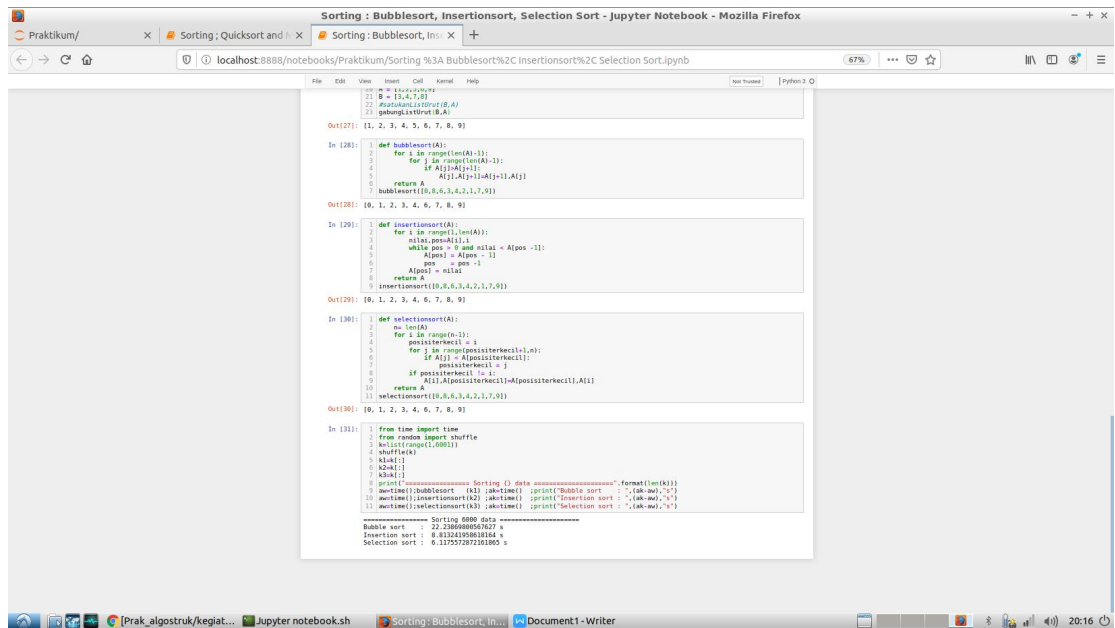 Sorting : Bubblesort, Insertionsort, Selection Sort - Jupyter Notebook - Mozilla Firefox
Praktikum/
Sorting ; Quicksort and
Sorting : Bubblesort, Inse
localhost:8888/notebooks/Praktikum/Sorting %3A Bubblesort%2C Insertionsort%2C Selection Sort.ipynb
67%
File Edit View Insert Cell Kernel Help
Not Trusted
Python 3 O
21 B = [3,4,7,8]
22 #satukanListUrut(B,A)
23 gabungListUrut(B,A)
Out[27]: [1, 2, 3, 4, 5, 6, 7, 8, 9]
In [28]:
1 def bubblesort(A):
2 for i in range(len(A)-1):
3 for j in range(len(A)-1):
4 if A[j]>A[j+1]:
5 A[j],A[j+1]=A[j+1],A[j]
6 return A
7 bubblesort([0,8,6,3,4,2,1,7,9])
Out[28]: [0, 1, 2, 3, 4, 6, 7, 8, 9]
In [29]:
1 def insertionsort(A):
2 for i in range(1,len(A)):
3 nilai,pos=A[i],i
4 while pos > 0 and nilai < A[pos -1]:
5 A[pos] = A[pos - 1]
6 pos = pos -1
7 A[pos] = nilai
8 return A
9 insertionsort([0,8,6,3,4,2,1,7,9])
Out[29]: [0, 1, 2, 3, 4, 6, 7, 8, 9]
In [30]:
1 def selectionsort(A):
2 n= len(A)
3 for i in range(n-1):
4 posisiterkecil = i
5 for j in range(posisiterkecil+1,n):
6 if A[j] < A[posisiterkecil]:
7 posisiterkecil = j
8 if posisiterkecil != i:
9 A[i],A[posisiterkecil]=A[posisiterkecil],A[i]
10 return A
11 selectionsort([0,8,6,3,4,2,1,7,9])
Out[30]: [0, 1, 2, 3, 4, 6, 7, 8, 9]
In [31]:
1 from time import time
2 from random import shuffle
3 k=list(range(1,6001))
4 shuffle(k)
5 k1=k[:]
6 k2=k[:]
7 k3=k[:]
8 print("================ Sorting {} data ====================".format(len(k)))
9 aw=time();bubblesort (k1) ;ak=time() ;print("Bubble sort : ",(ak-aw),"s")
10 aw=time();insertionsort(k2) ;ak=time() ;print("Insertion sort : ",(ak-aw),"s")
11 aw=time();selectionsort(k3) ;ak=time() ;print("Selection sort : ",(ak-aw),"s")
================ Sorting 6000 data ====================
Bubble sort : 22.23869800567627 s
Insertion sort : 8.813241958618164 s
Selection sort : 6.1175572872161865 s
[Prak_algostruk/kegiat... Jupyter notebook.sh Sorting : Bubblesort, In... Document1 - Writer 20:16